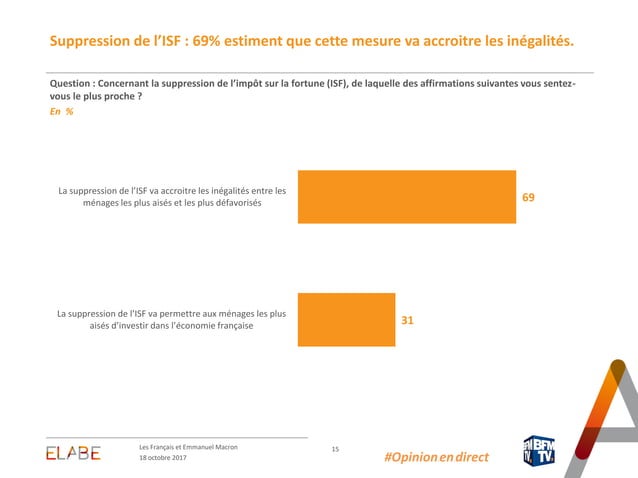 Suppression de l’ISF : 69% estiment que cette mesure va accroitre les inégalités.
Question : Concernant la suppression de l’impôt sur la fortune (ISF), de laquelle des affirmations suivantes vous sentez-
vous le plus proche ?
En %
La suppression de l’ISF va accroitre les inégalités entre les
ménages les plus aisés et les plus défavorisés
69
La suppression de l’ISF va permettre aux ménages les plus
aisés d’investir dans l’économie française
31
ELABE
Les Français et Emmanuel Macron
18 octobre 2017
15
#Opinionendirect
BFM
TV.